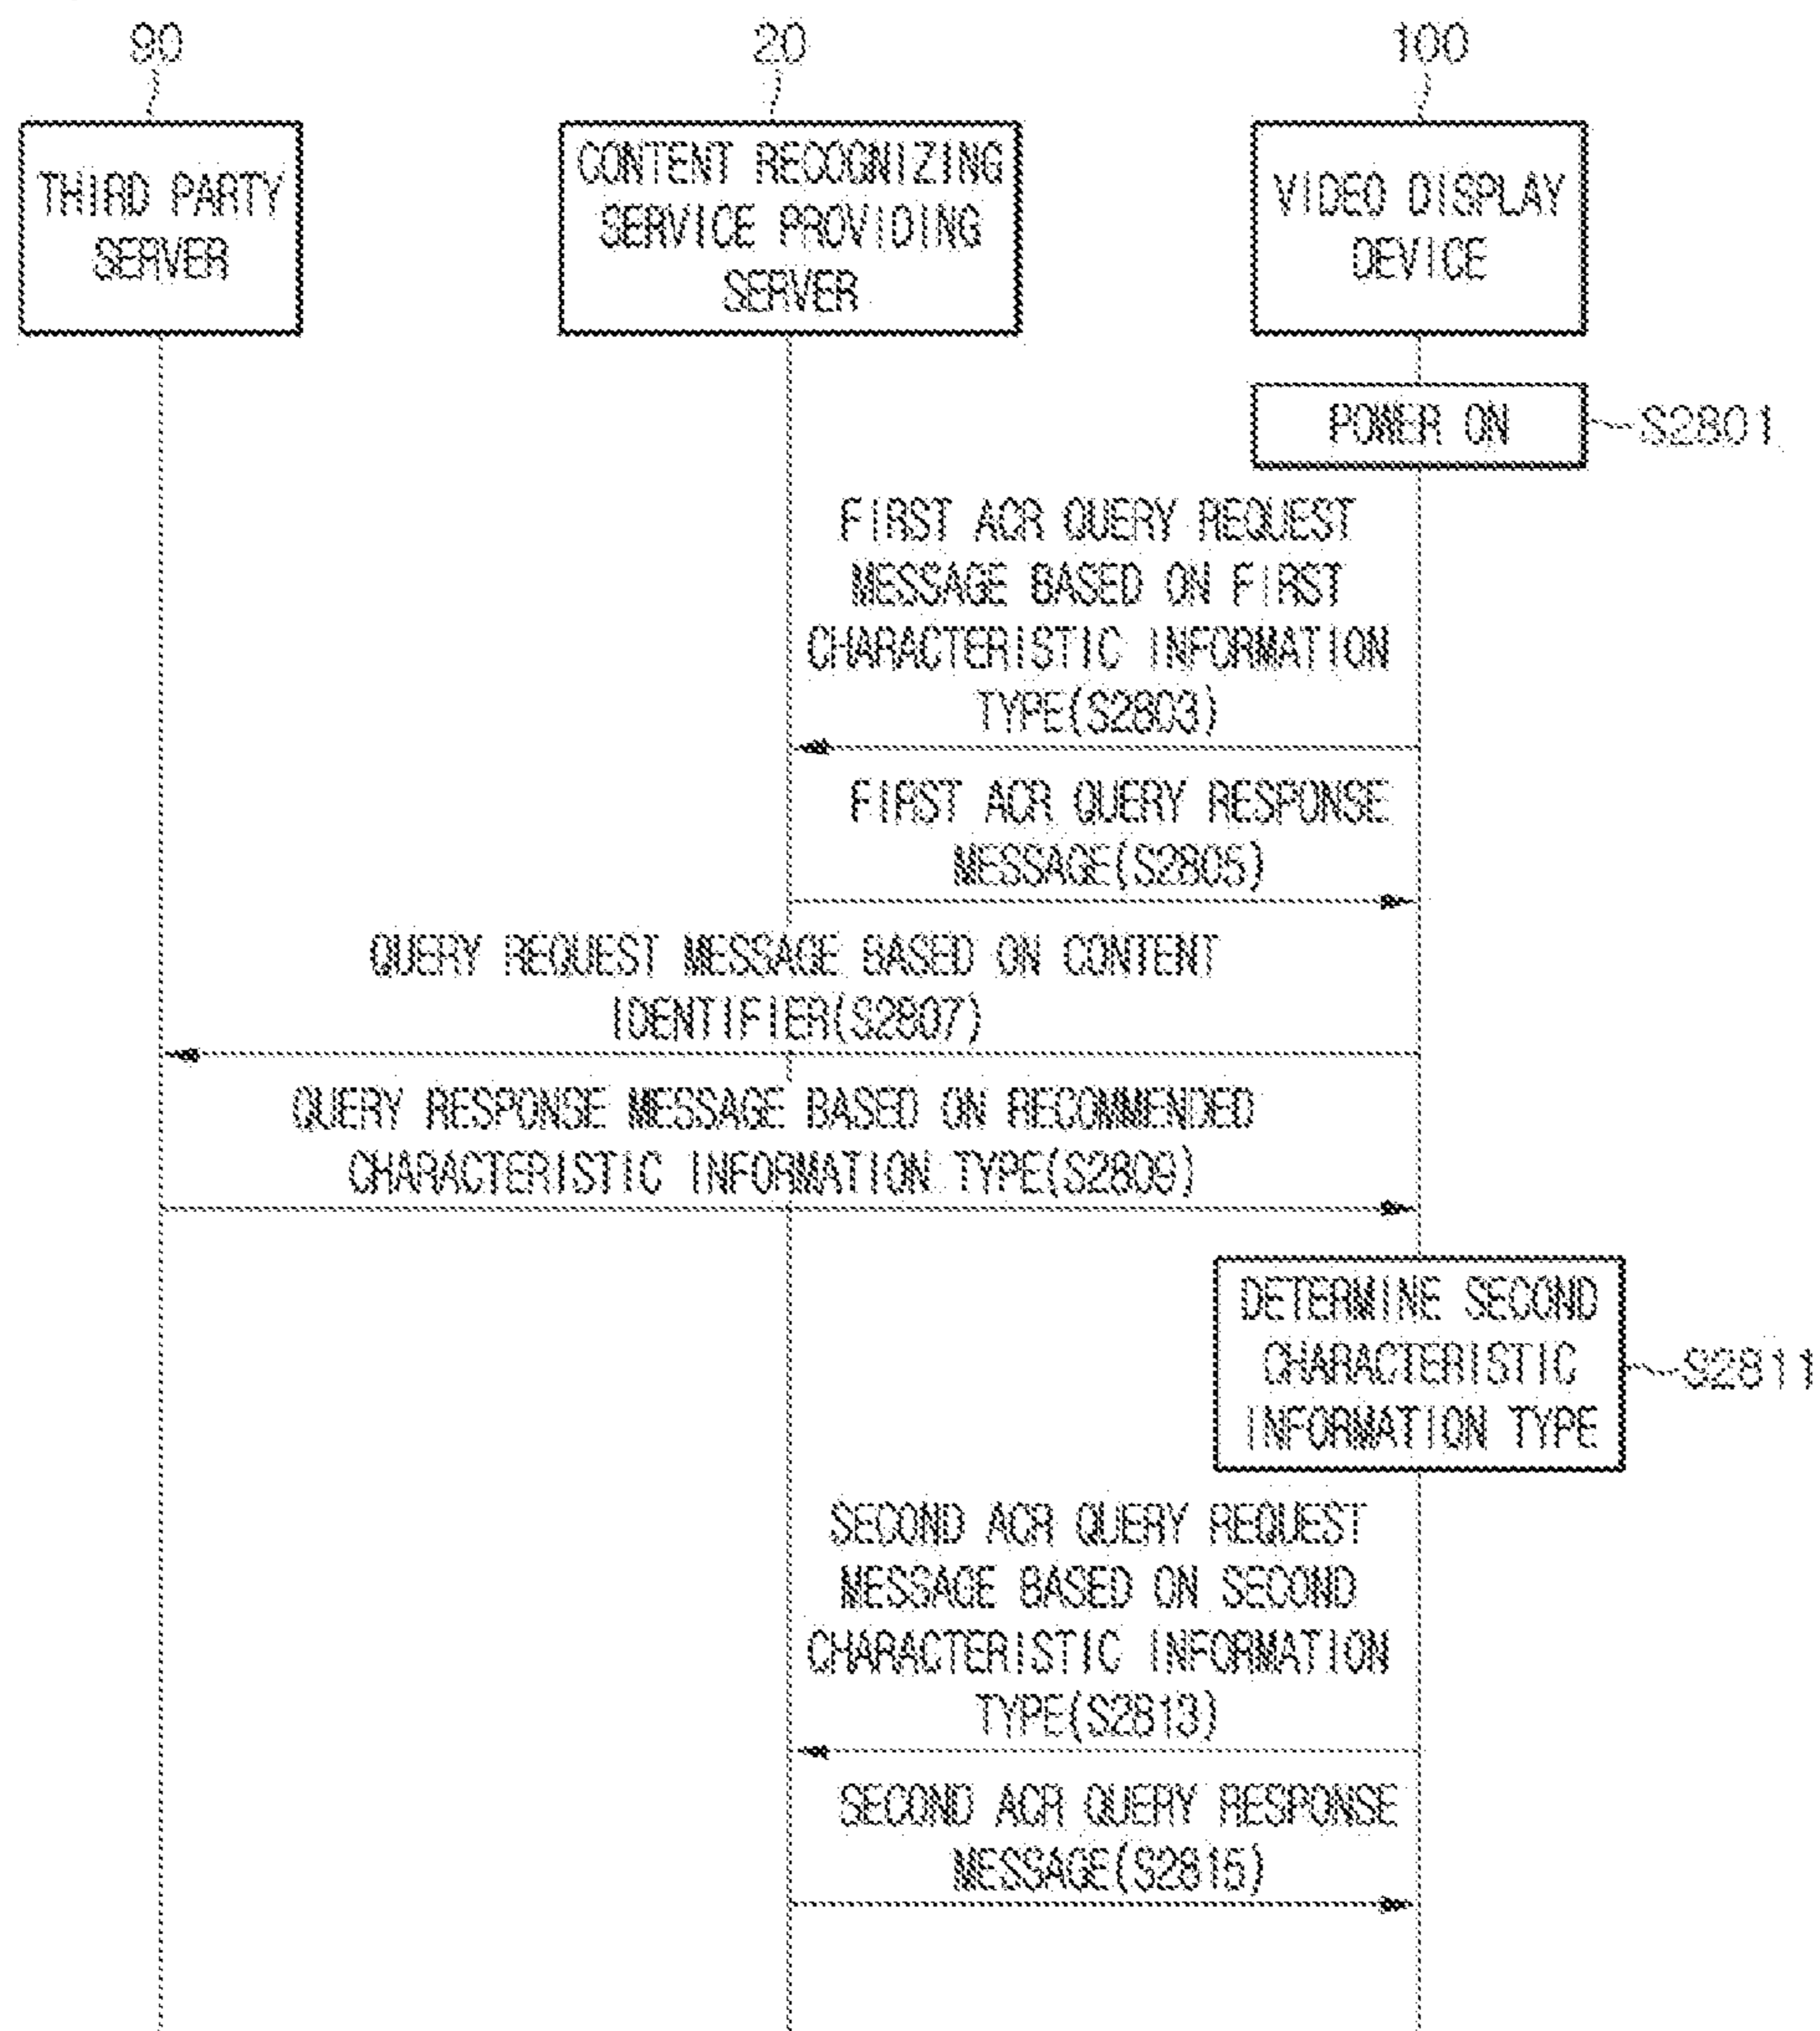 90
20
100
THIRD PARTY
SERVER
CONTENT RECOGNIZING
SERVICE PROVIDING
SERVER
VIDEO DISPLAY
DEVICE
POWER ON
S2801
FIRST ACR QUERY REQUEST
MESSAGE BASED ON FIRST
CHARACTERISTIC INFORMATION
TYPE(S2803)
FIRST ACR QUERY RESPONSE
MESSAGE(S2805)
QUERY REQUEST MESSAGE BASED ON CONTENT
IDENTIFIER(S2807)
QUERY RESPONSE MESSAGE BASED ON RECOMMENDED
CHARACTERISTIC INFORMATION TYPE(S2809)
DETERMINE SECOND
CHARACTERISTIC
INFORMATION TYPE
S2811
SECOND ACR QUERY REQUEST
MESSAGE BASED ON SECOND
CHARACTERISTIC INFORMATION
TYPE(S2813)
SECOND ACR QUERY RESPONSE
MESSAGE(S2815)